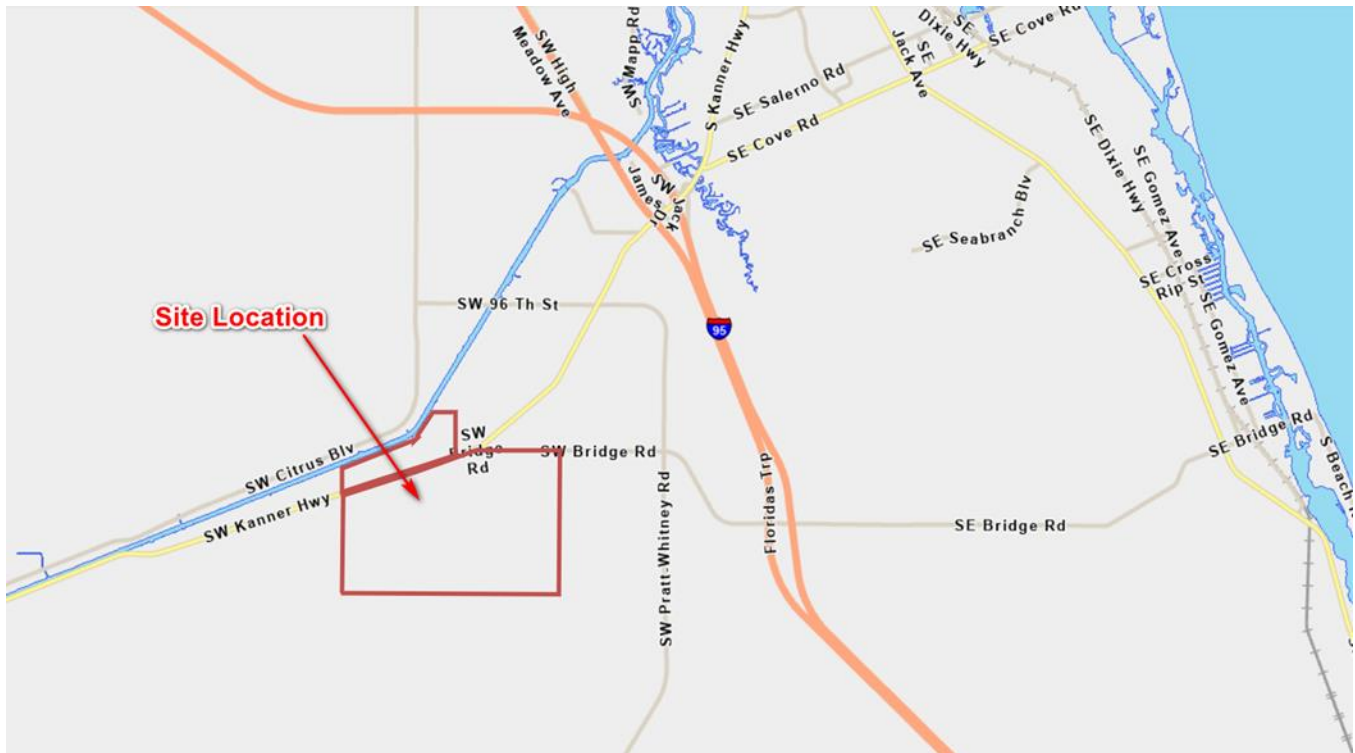 SW High
Meadow Ave
SW Mapp Rd
S Kanner Hwy
SE
Dixie Hwy
SE Cove Rd
SE
Jack Ave
SE Salerno Rd
SE Cove Rd
SE Dixie Hwy
SE Gomez Ave
SW Jack
James Dr
SE Seabranch Blv
SE Cross
Rip St
SE Gomez Ave
SW 96 Th St
Site Location
95
SW Citrus Blv
SW
Bridge
Rd
SW Bridge Rd
SE Bridge Rd
SW Kanner Hwy
SW Pratt Whitney Rd
Floridas Trp
SE Bridge Rd